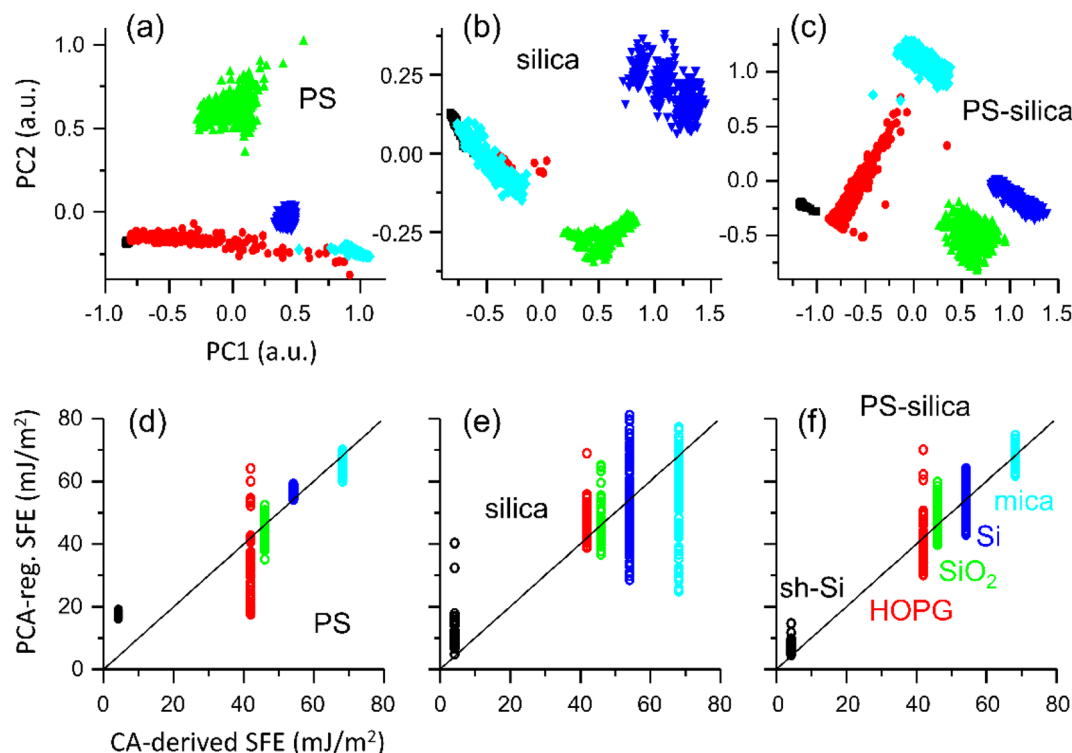 (a)
PS
PC2 (a.u.)
1.0
0.5
0.0
-1.0
-0.5
0.0
0.5
1.0
PC1 (a.u.)
(b)
silica
0.25
0.00
-0.25
-0.5
0.0
0.5
1.0
1.5
(c)
PS-silica
1.0
0.5
0.0
-0.5
-1.0
-0.5
0.0
0.5
1.0
1.5
(d)
PS
PCA-reg. SFE (mJ/m²)
80
60
40
20
0
0
20
40
60
80
CA-derived SFE (mJ/m²)
(e)
silica
0
20
40
60
80
PS-silica
(f)
mica
Si
SiO₂
sh-Si
HOPG
0
20
40
60
80